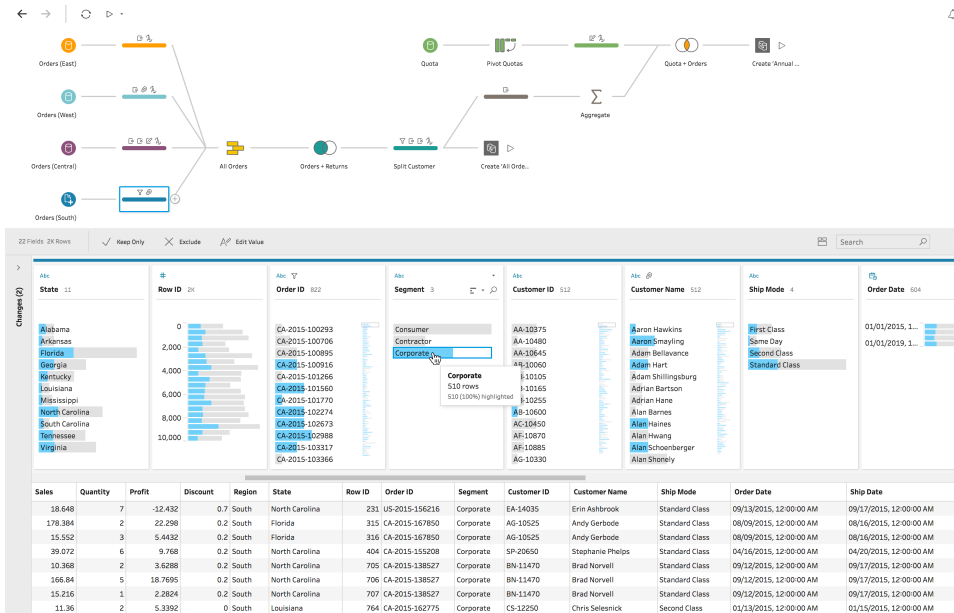 Orders (East)
Quota
Pivot Quotas
Quota + Orders
Create 'Annual ...
Orders (West)
Aggregate
Orders (Central)
All Orders
Orders + Returns
Split Customer
Create 'All Orde...
Orders (South)
22 Fields 2K Rows
Keep Only
Exclude
Edit Value
Search
Changes (2)
Abc
State 11
Alabama
Arkansas
Florida
Georgia
Kentucky
Louisiana
Mississippi
North Carolina
South Carolina
Tennessee
Virginia
#
Row ID 2K
0
2,000
4,000
6,000
8,000
10,000
Abc
Order ID 822
CA-2015-100293
CA-2015-100706
CA-2015-100895
CA-2015-100916
CA-2015-101266
CA-2015-101560
CA-2015-101770
CA-2015-102274
CA-2015-102673
CA-2015-102988
CA-2015-103317
CA-2015-103366
Abc
Segment 3
Consumer
Contractor
Corporate
Corporate
510 rows
510 (100%) highlighted
Abc
Customer ID 512
AA-10375
AA-10480
AA-10645
AB-10060
AB-10105
AB-10165
AB-10255
AB-10600
AC-10450
AF-10870
AF-10885
AG-10330
Abc
Customer Name 512
Aaron Hawkins
Aaron Smayling
Adam Bellavance
Adam Hart
Adam Shillingsburg
Adrian Barton
Adrian Hane
Alan Barnes
Alan Haines
Alan Hwang
Alan Schoenberger
Alan Shonely
Abc
Ship Mode 4
First Class
Same Day
Second Class
Standard Class
Order Date 604
01/01/2015, 1...
01/01/2019, 1...
Sales Quantity Profit Discount Region State Row ID Order ID Segment Customer ID Customer Name Ship Mode Order Date Ship Date
18.648 7 -12.432 0.7 South North Carolina 231 US-2015-156216 Corporate EA-14035 Erin Ashbrook Standard Class 09/13/2015, 12:00:00 AM 09/17/2015, 12:00:00 AM
178.384 2 22.298 0.2 South Florida 315 CA-2015-167850 Corporate AG-10525 Andy Gerbode Standard Class 08/09/2015, 12:00:00 AM 08/16/2015, 12:00:00 AM
15.552 3 5.4432 0.2 South Florida 316 CA-2015-167850 Corporate AG-10525 Andy Gerbode Standard Class 08/09/2015, 12:00:00 AM 08/16/2015, 12:00:00 AM
39.072 6 9.768 0.2 South North Carolina 404 CA-2015-155208 Corporate SP-20650 Stephanie Phelps Standard Class 04/16/2015, 12:00:00 AM 04/20/2015, 12:00:00 AM
10.368 2 3.6288 0.2 South North Carolina 705 CA-2015-138527 Corporate BN-11470 Brad Norvell Standard Class 09/12/2015, 12:00:00 AM 09/17/2015, 12:00:00 AM
166.84 5 18.7695 0.2 South North Carolina 706 CA-2015-138527 Corporate BN-11470 Brad Norvell Standard Class 09/12/2015, 12:00:00 AM 09/17/2015, 12:00:00 AM
15.216 1 2.2824 0.2 South North Carolina 707 CA-2015-138527 Corporate BN-11470 Brad Norvell Standard Class 09/12/2015, 12:00:00 AM 09/17/2015, 12:00:00 AM
11.36 2 5.3392 0 South Louisiana 764 CA-2015-162775 Corporate CS-12250 Chris Selesnick Second Class 01/13/2015, 12:00:00 AM 01/15/2015, 12:00:00 AM